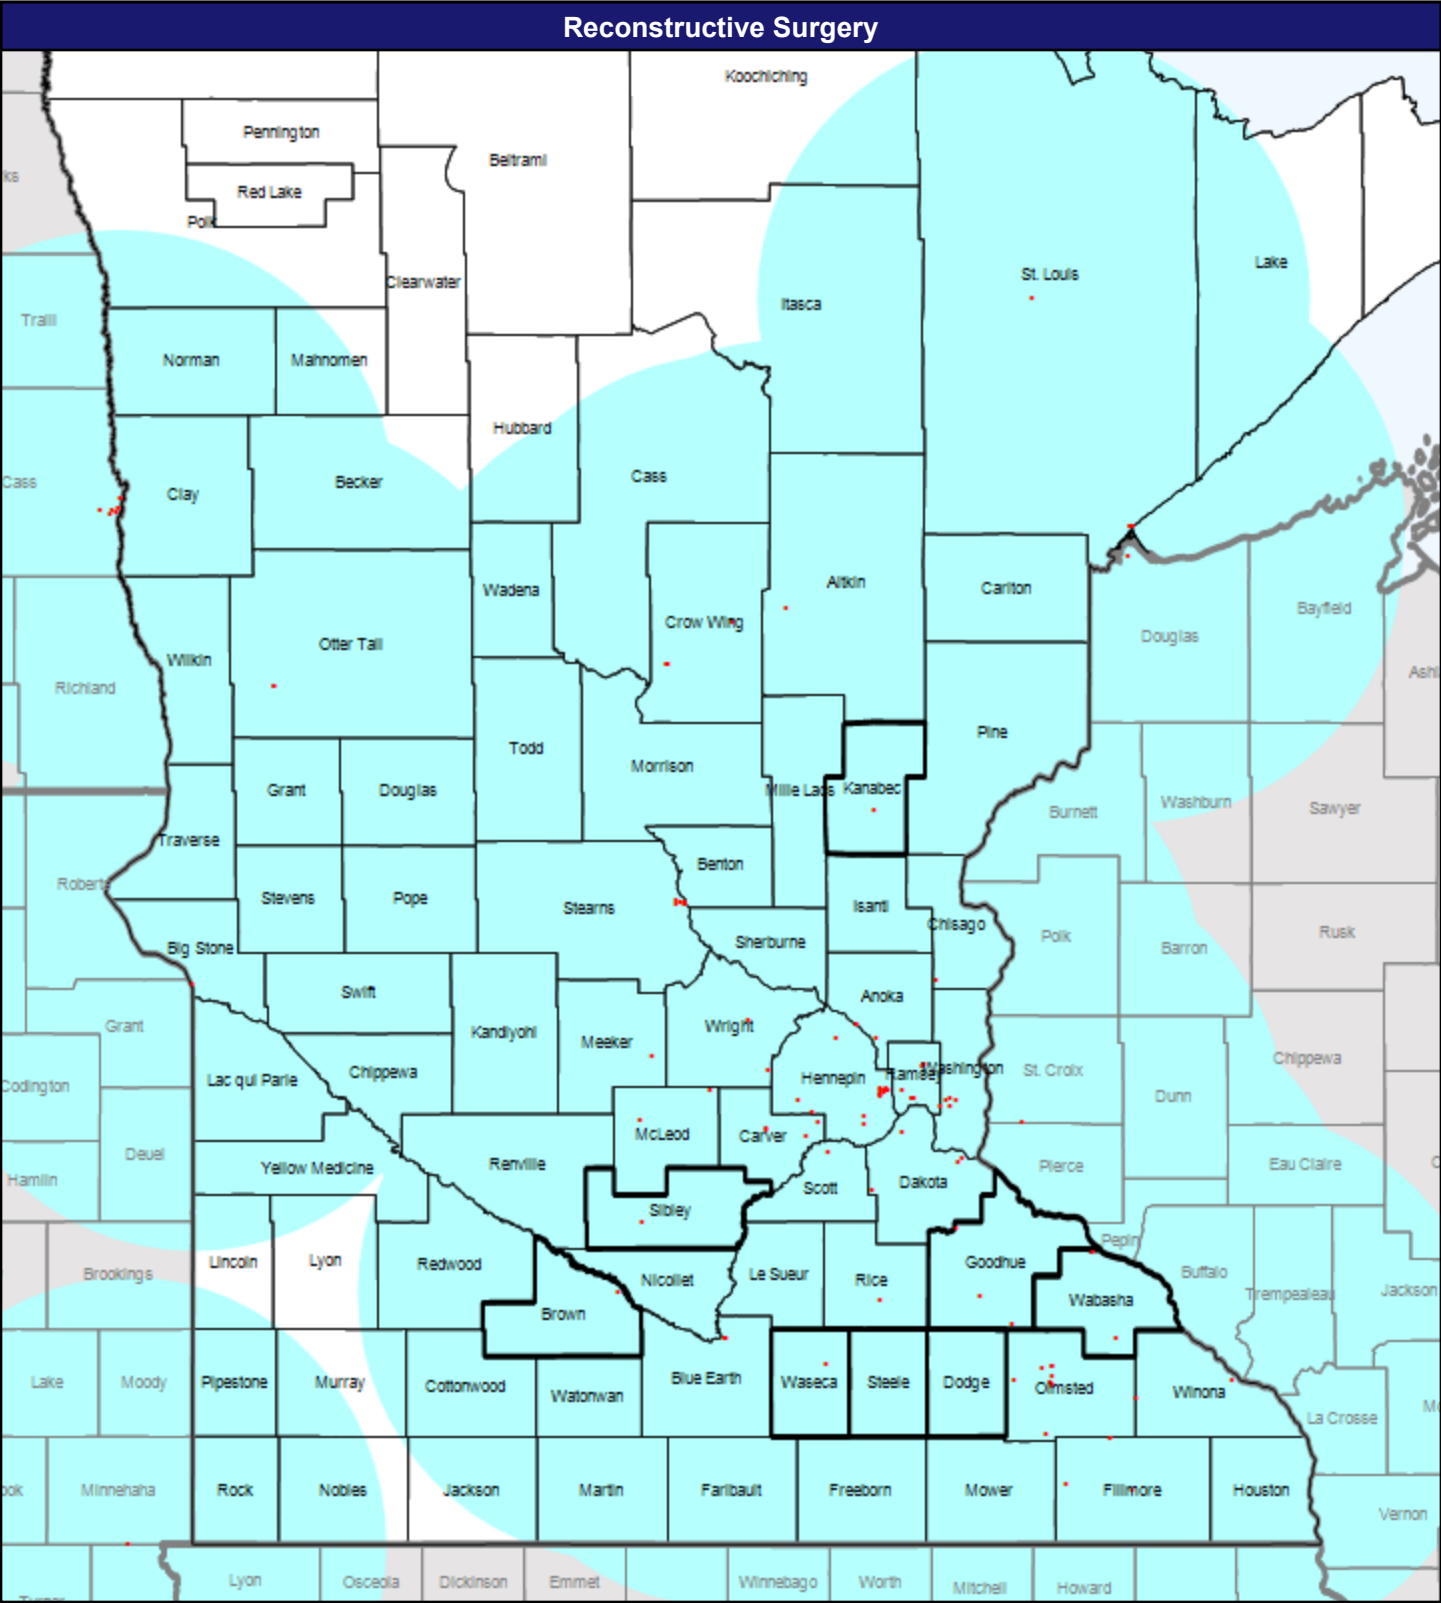 Reconstructive Surgery
Koochiching
Pennington
Beltrami
ks
Red Lake
Polk
Lake
St. Louis
Clearwater
Itasca
Traill
Norman
Mahnomen
Hubbard
Cass
Cass
Becker
Clay
Aitkin
Carlton
Wadena
Bayfield
Crow Wing
Douglas
Otter Tail
Wilkin
Ashl
Richland
Pine
Todd
Morrison
Grant
Douglas
Mille Lacs
Kanabec
Washburn
Sawyer
Burnett
Traverse
Benton
Roberts
Stevens
Pope
Stearns
Isanti
Chisago
Rusk
Polk
Big Stone
Sherburne
Barron
Swift
Anoka
Grant
Wright
Kandiyohi
Meeker
Chippewa
Washington
St. Croix
Chippewa
Ramsey
Hennepin
Lac qui Parle
Codington
Dunn
McLeod
Carver
Deuel
Yellow Medicine
Renville
Pierce
Eau Claire
Hamlin
Scott
Dakota
Sibley
Pepin
Lincoln
Lyon
Redwood
Goodhue
Brookings
Le Sueur
Rice
Nicollet
Buffalo
Trempealeau
Jackson
Wabasha
Brown
Lake
Moody
Pipestone
Murray
Cottonwood
Watonwan
Blue Earth
Waseca
Steele
Dodge
Olmsted
Winona
La Crosse
Minnehaha
Rock
Nobles
Jackson
Martin
Faribault
Freeborn
Mower
Fillmore
Houston
ook
Vernon
Lyon
Osceola
Dickinson
Emmet
Winnebago
Worth
Mitchell
Howard